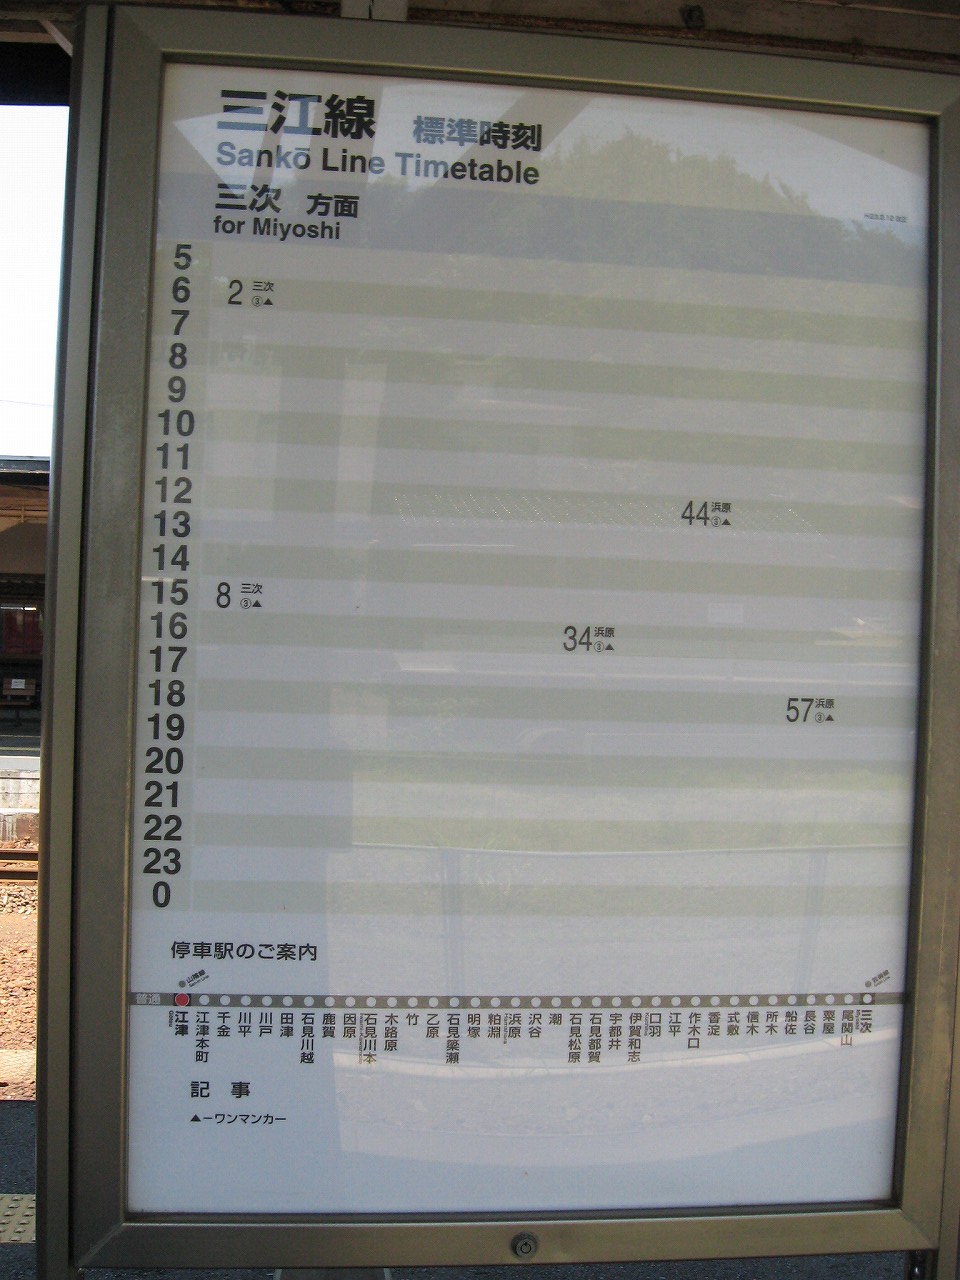 三江線 標準時刻
Sankō Line Timetable
三次 方面
for Miyoshi
5
6 2 三次 ③▲
7
8
9
10
11
12
13 44 浜原 ③▲
14
15 8 三次 ③▲
16
17 34 浜原 ③▲
18
19 57 浜原 ③▲
20
21
22
23
0
停車駅のご案内
山陰線
普通 江津 江津本町 千金 川平 川戸 田津 石見川越 鹿賀 因原 石見川本 木路原 竹 乙原 石見簗瀬 明塚 粕淵 浜原 沢谷 潮 石見松原 石見都賀 宇都井 伊賀和志 口羽 江平 作木口 香淀 式敷 信木 所木 船佐 長谷 粟屋 尾関山 三次
記 事
▲ーワンマンカー